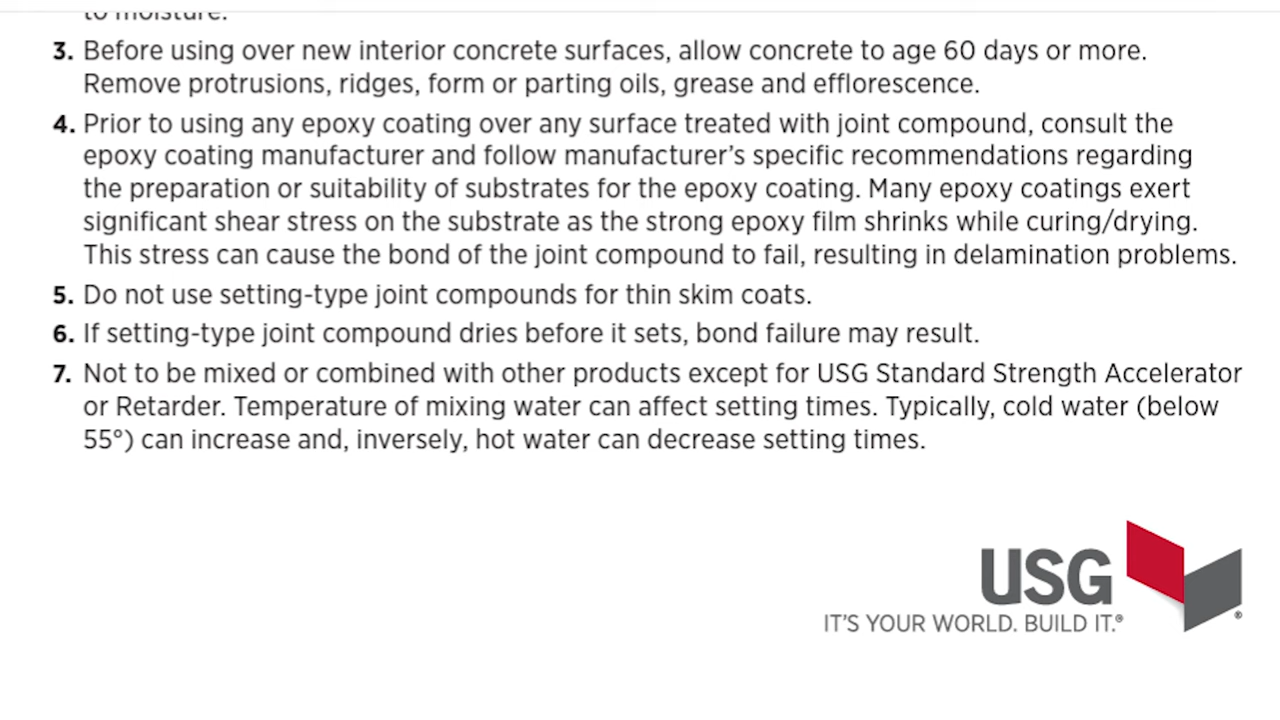 to moisture.
3. Before using over new interior concrete surfaces, allow concrete to age 60 days or more.
Remove protrusions, ridges, form or parting oils, grease and efflorescence.
4. Prior to using any epoxy coating over any surface treated with joint compound, consult the
epoxy coating manufacturer and follow manufacturer’s specific recommendations regarding
the preparation or suitability of substrates for the epoxy coating. Many epoxy coatings exert
significant shear stress on the substrate as the strong epoxy film shrinks while curing/drying.
This stress can cause the bond of the joint compound to fail, resulting in delamination problems.
5. Do not use setting-type joint compounds for thin skim coats.
6. If setting-type joint compound dries before it sets, bond failure may result.
7. Not to be mixed or combined with other products except for USG Standard Strength Accelerator
or Retarder. Temperature of mixing water can affect setting times. Typically, cold water (below
55°) can increase and, inversely, hot water can decrease setting times.
USG
®
IT’S YOUR WORLD. BUILD IT.®